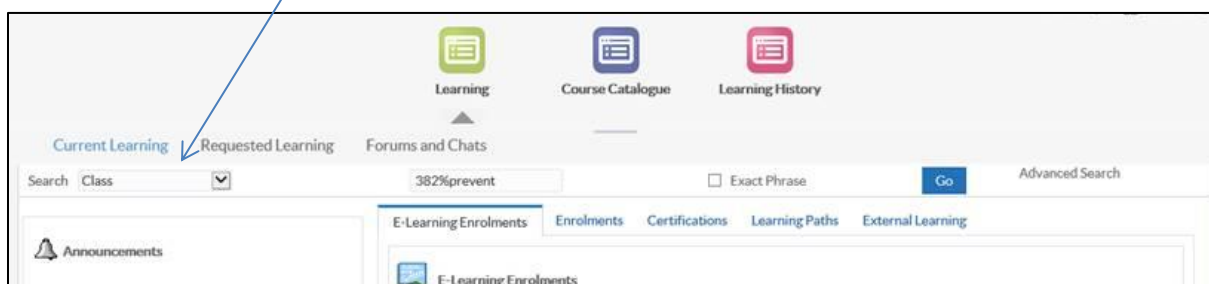 Learning Course Catalogue Learning History
Current Learning Requested Learning Forums and Chats
Search Class 382%prevent Exact Phrase Go Advanced Search
E-Learning Enrolments Enrolments Certifications Learning Paths External Learning
Announcements
E-Learning Enrolments